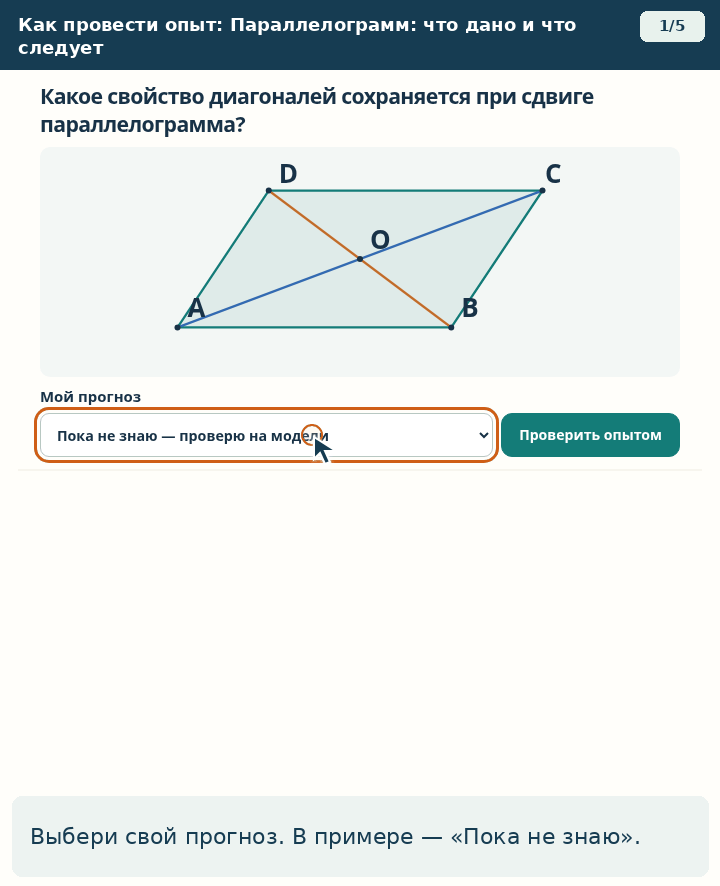 Как провести опыт: Параллелограмм: что дано и что
следует
1/5
Какое свойство диагоналей сохраняется при сдвиге
параллелограмма?
D
C
O
A
B
Мой прогноз
Пока не знаю — проверю на модели
Проверить опытом
Выбери свой прогноз. В примере — «Пока не знаю».